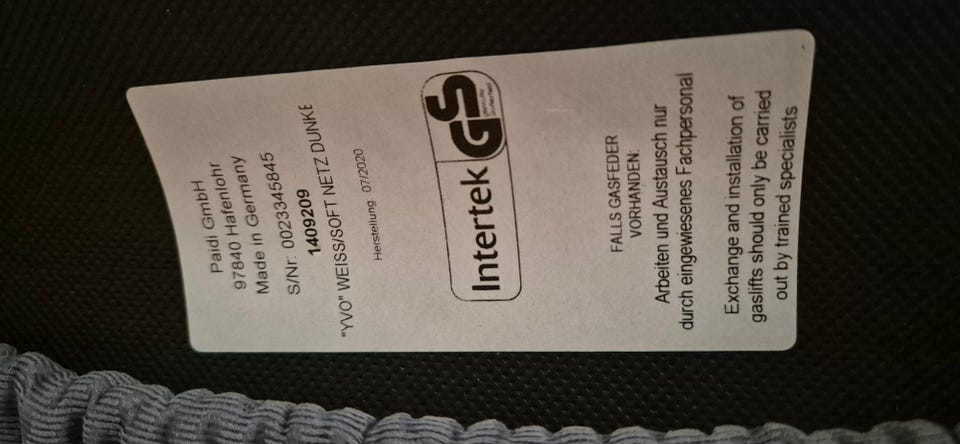 Paidi GmbH
97840 Hafenlohr
Made in Germany
S/Nr: 0023345845
1409209
"YVO" WEISS/SOFT NETZ DUNKE
Herstellung 07/2020
Intertek GS
geprüfte
Sicherheit
FALLS GASFEDER
VORHANDEN:
Arbeiten und Austausch nur
durch eingewiesenes Fachpersonal
Exchange and installation of
gaslifts should only be carried
out by trained specialists